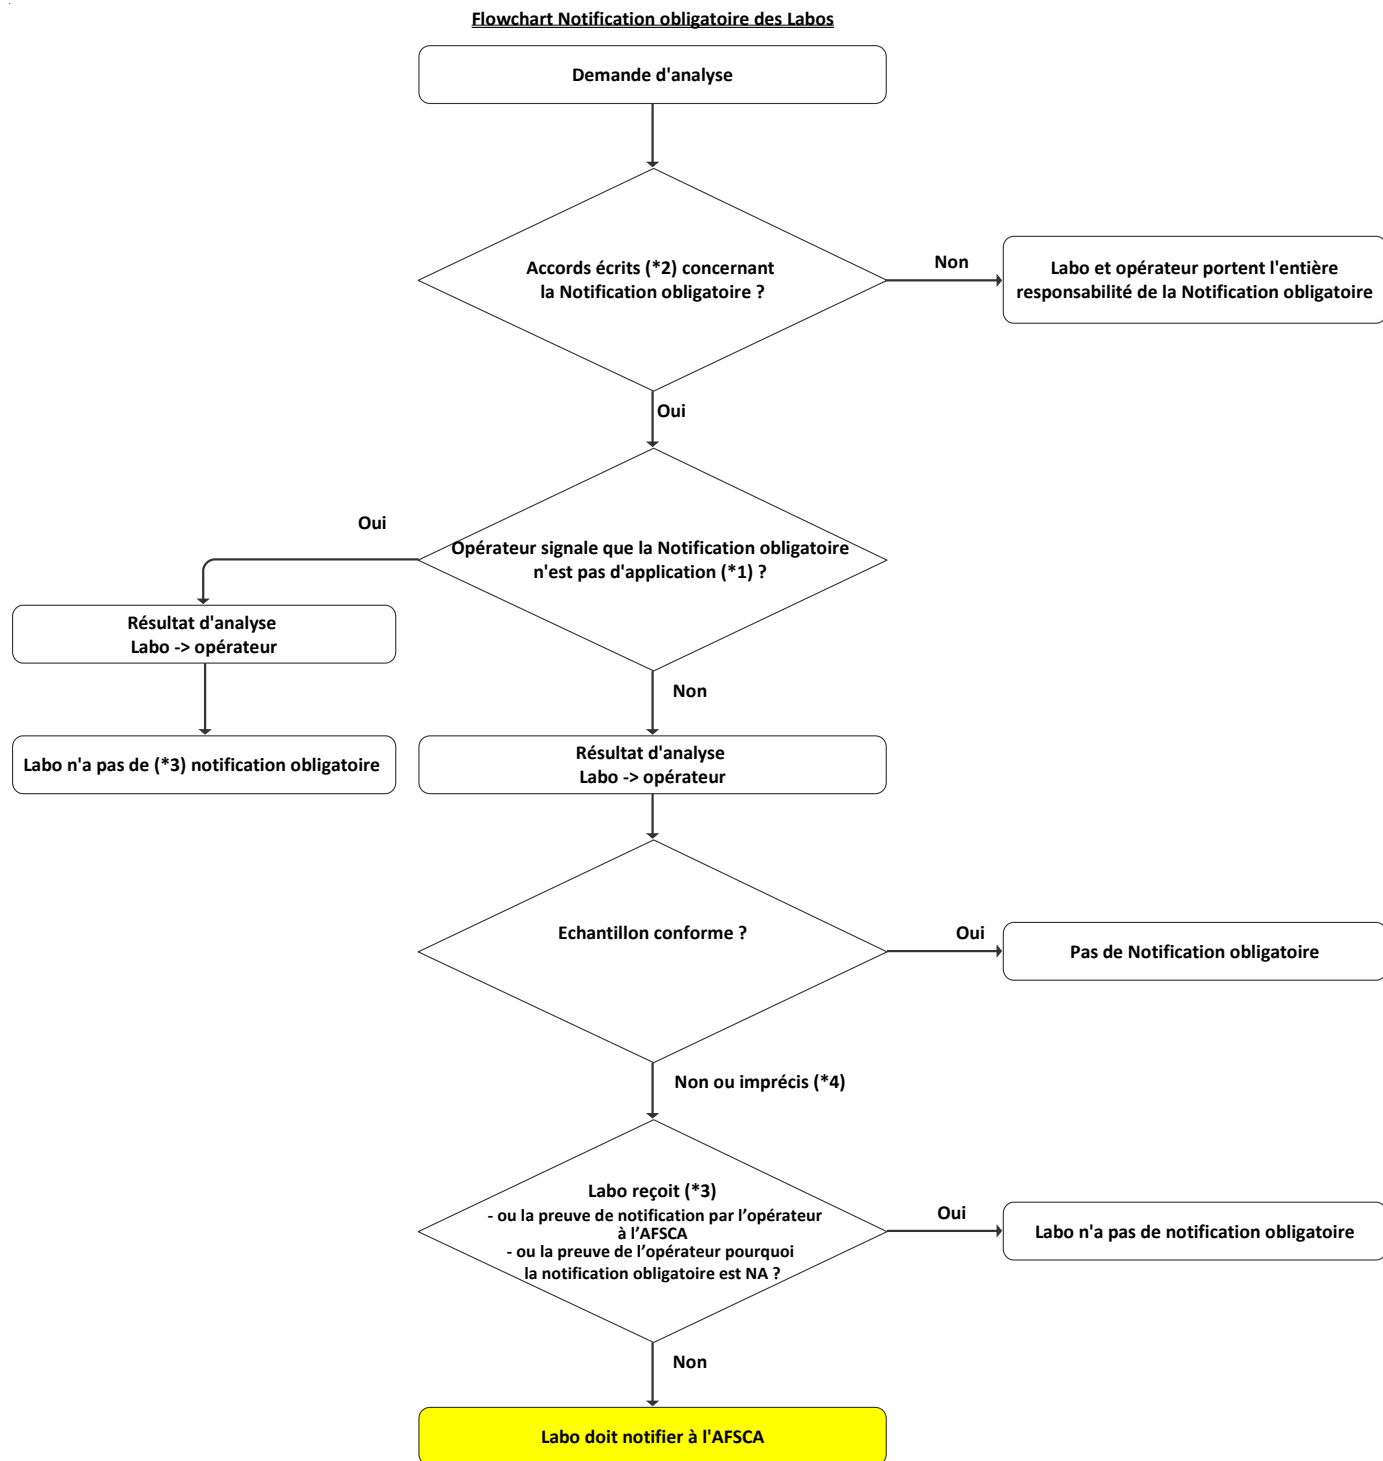 Flowchart Notification obligatoire des Labos
Demande d'analyse
Accords écrits (*2) concernant
la Notification obligatoire ?
Non
Labo et opérateur portent l'entière
responsabilité de la Notification obligatoire
Oui
Oui
Opérateur signale que la Notification obligatoire
n'est pas d'application (*1) ?
Résultat d'analyse
Labo -> opérateur
Non
Labo n'a pas de (*3) notification obligatoire
Résultat d'analyse
Labo -> opérateur
Echantillon conforme ?
Oui
Pas de Notification obligatoire
Non ou imprécis (*4)
Labo reçoit (*3)
- ou la preuve de notification par l’opérateur
à l’AFSCA
- ou la preuve de l’opérateur pourquoi
la notification obligatoire est NA ?
Oui
Labo n'a pas de notification obligatoire
Non
Labo doit notifier à l'AFSCA